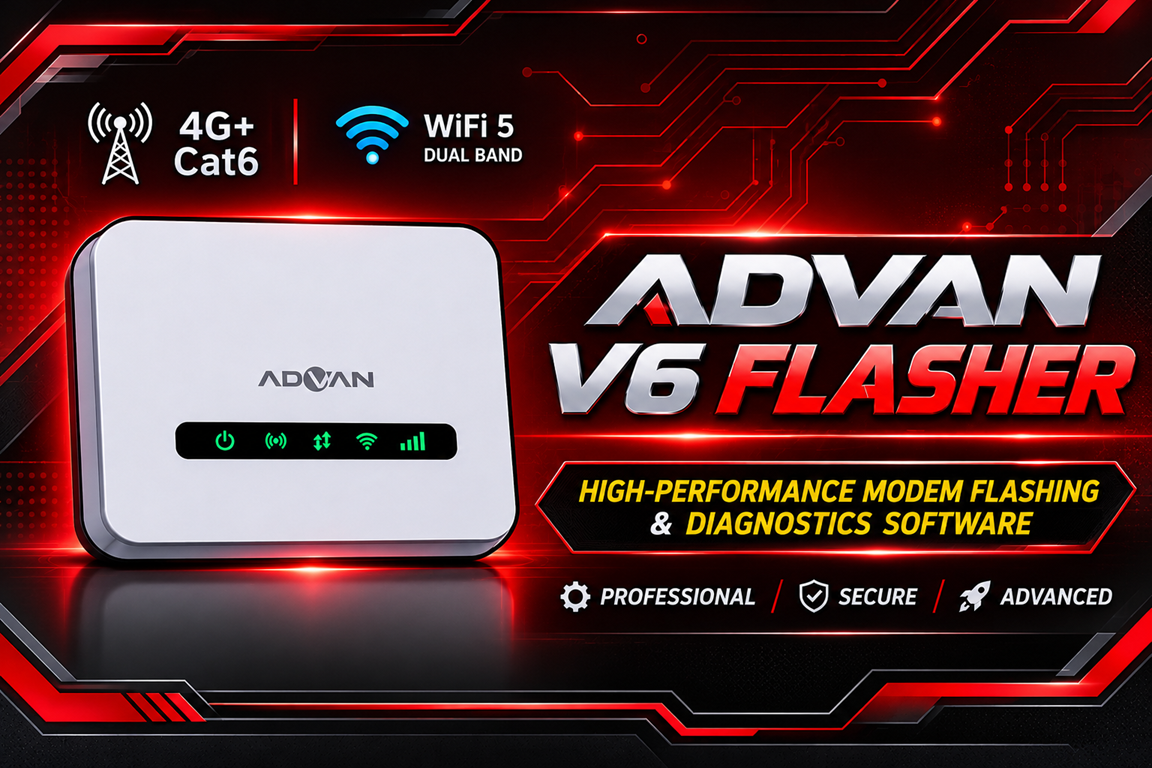 4G+
Cat6
WiFi 5
DUAL BAND
ADVAN
ADVAN
V6 FLASHER
HIGH-PERFORMANCE MODEM FLASHING
& DIAGNOSTICS SOFTWARE
PROFESSIONAL / SECURE / ADVANCED